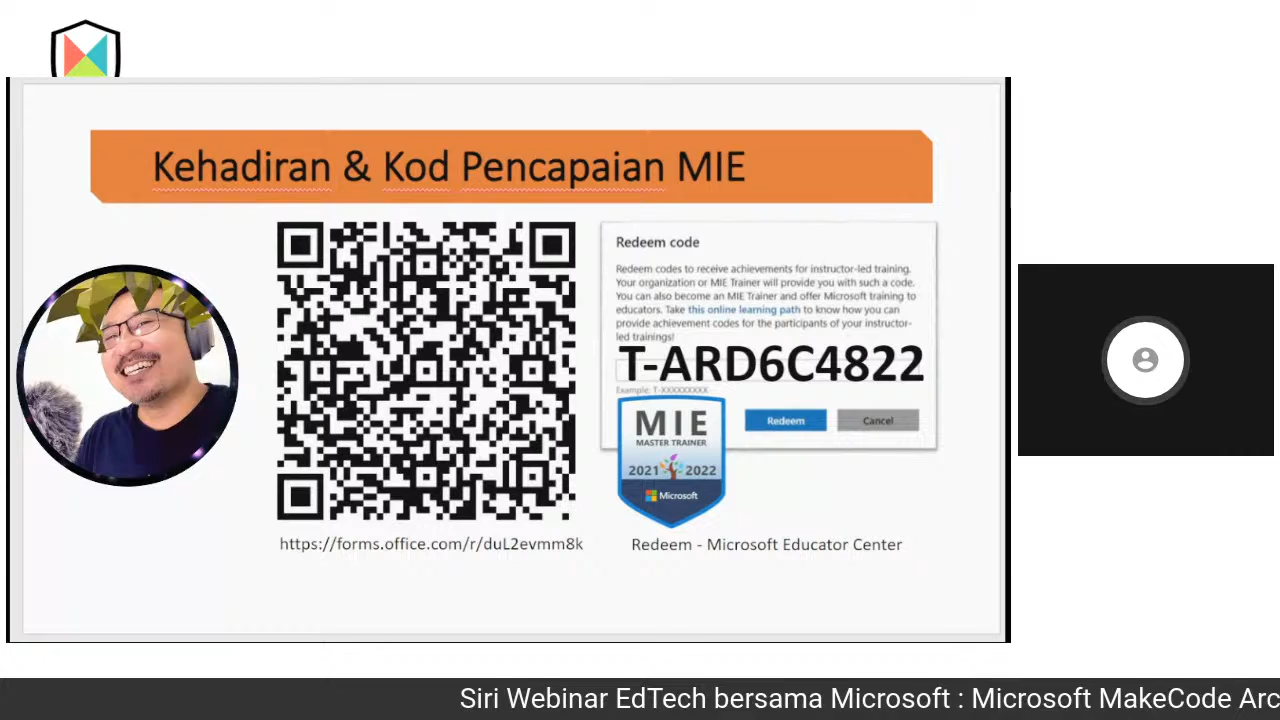 Kehadiran & Kod Pencapaian MIE
Redeem code
Redeem codes to receive achievements for instructor-led training.
Your organization or MIE Trainer will provide you with such a code.
You can also become an MIE Trainer and offer Microsoft training to
educators. Take this online learning path to know how you can
provide achievement codes for the participants of your instructor-
led trainings!
T-ARD6C4822
Example: T-XXXXXXXXX
MIE
MASTER TRAINER
2021 2022
Microsoft
Redeem
Cancel
https://forms.office.com/r/duL2evmm8k
Redeem - Microsoft Educator Center
Siri Webinar EdTech bersama Microsoft : Microsoft MakeCode Arc